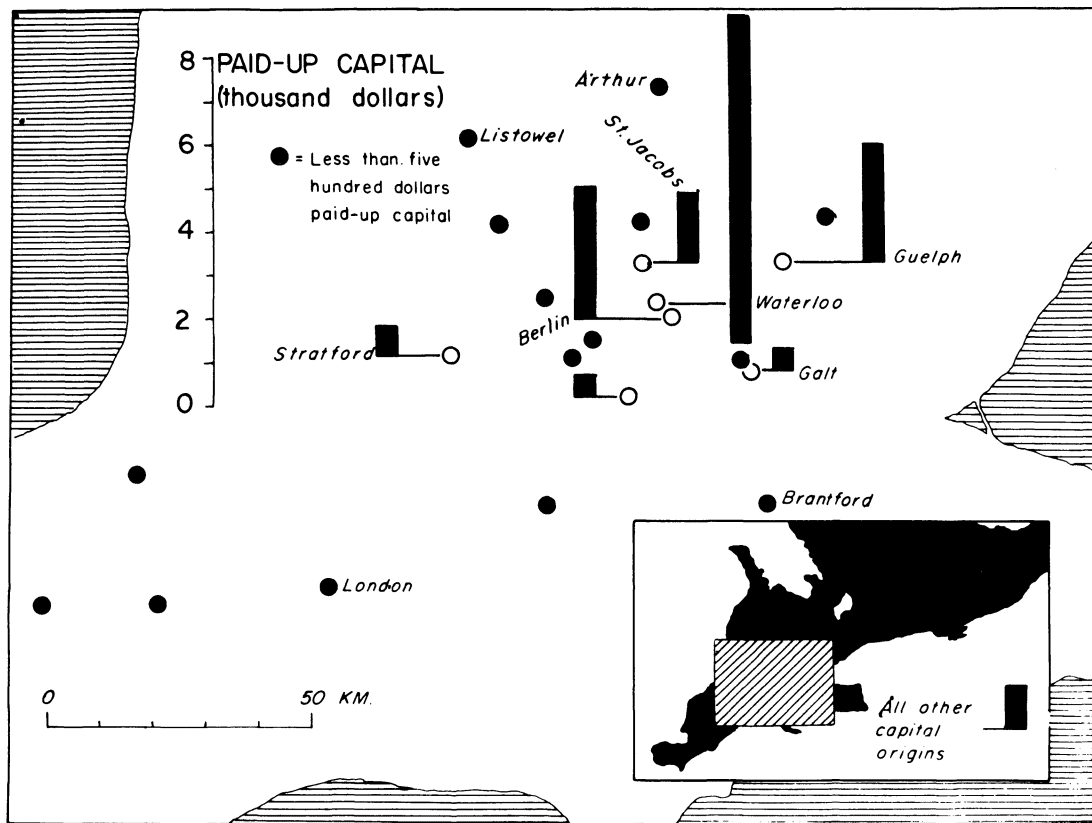 8
PAID-UP CAPITAL
(thousand dollars)
Arthur
St. Jacobs
6
Listowel
= Less than five
hundred dollars
paid-up capital
4
Guelph
Waterloo
2
Berlin
Stratford
Galt
0
Brantford
London
0 50 KM.
All other
capital
origins